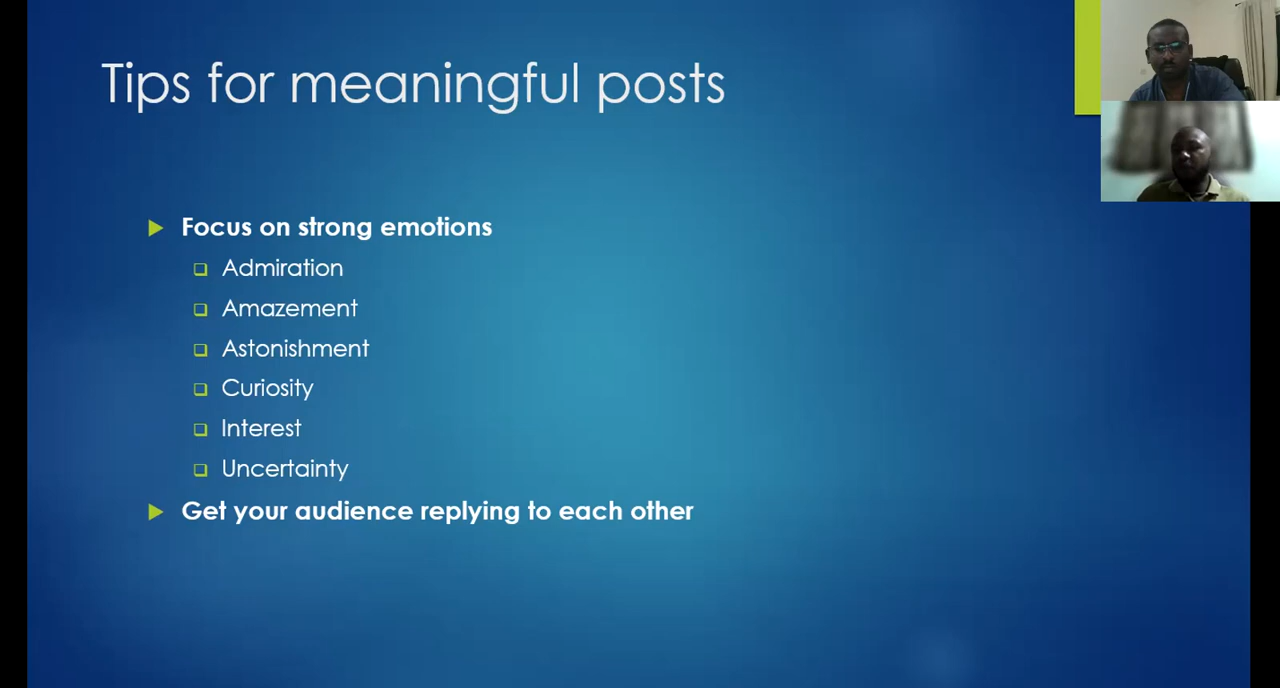 Tips for meaningful posts
Focus on strong emotions
Admiration
Amazement
Astonishment
Curiosity
Interest
Uncertainty
Get your audience replying to each other